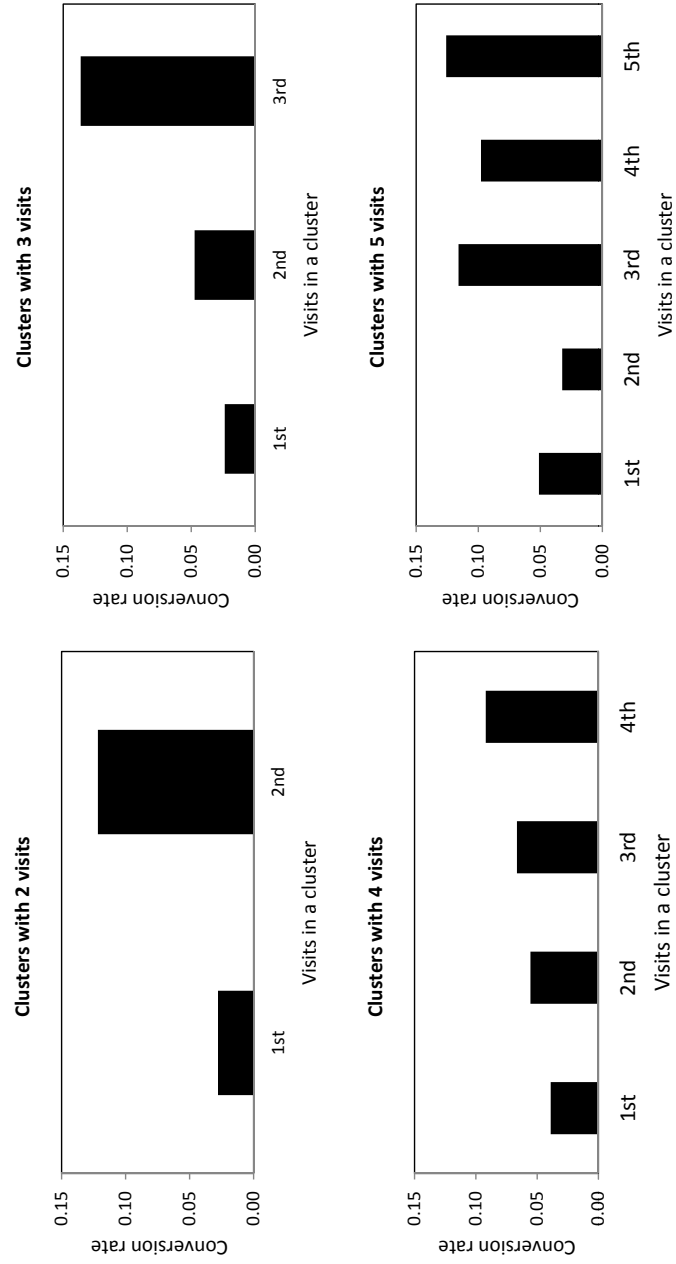 Clusters with 2 visits
Conversion rate
0.15
0.10
0.05
0.00
1st 2nd
Visits in a cluster
Clusters with 3 visits
Conversion rate
0.15
0.10
0.05
0.00
1st 2nd 3rd
Visits in a cluster
Clusters with 4 visits
Conversion rate
0.15
0.10
0.05
0.00
1st 2nd 3rd 4th
Visits in a cluster
Clusters with 5 visits
Conversion rate
0.15
0.10
0.05
0.00
1st 2nd 3rd 4th 5th
Visits in a cluster